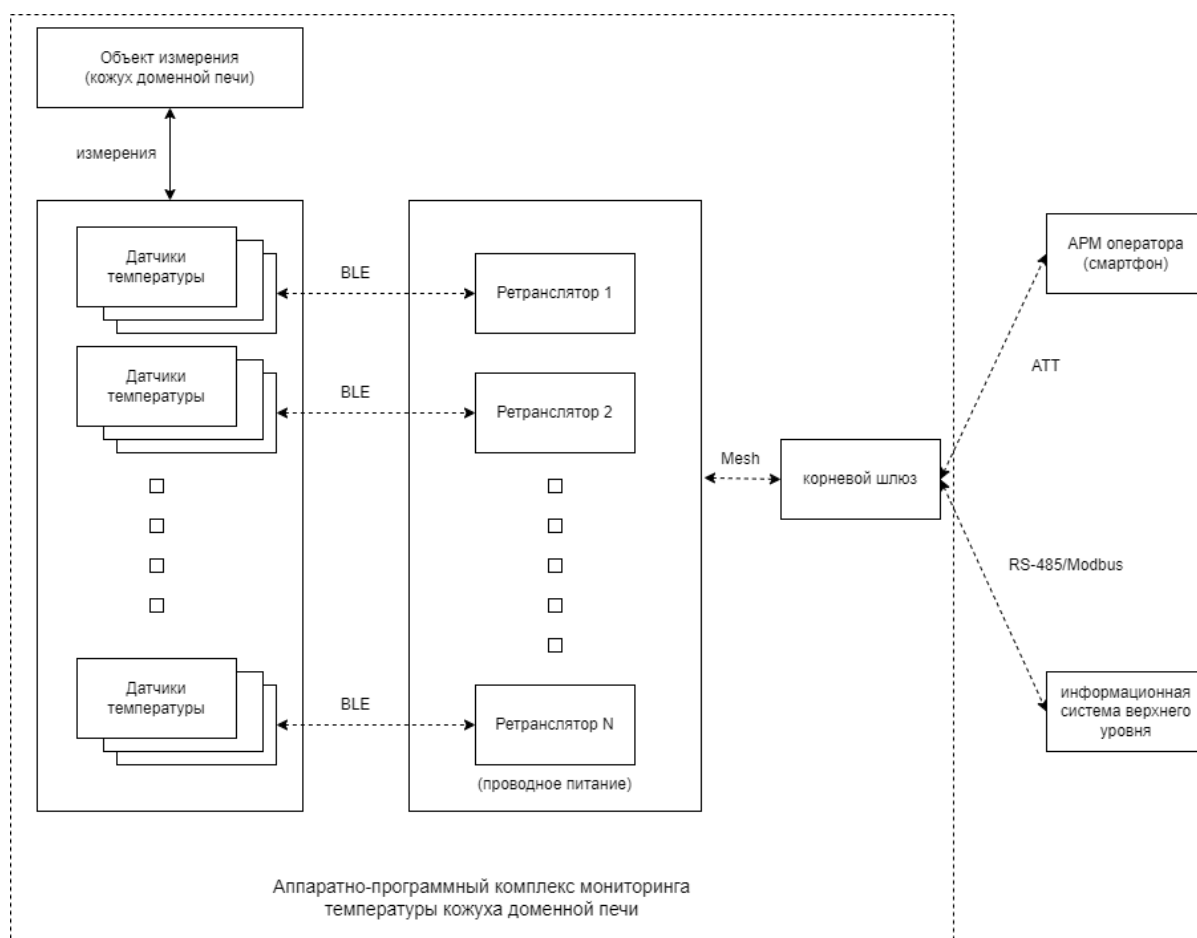 Объект измерения
(кожух доменной печи)
измерения
Датчики
температуры
BLE
Ретранслятор 1
Датчики
температуры
BLE
Ретранслятор 2
Датчики
температуры
BLE
Ретранслятор N
(проводное питание)
Mesh
корневой шлюз
АРМ оператора
(смартфон)
ATT
RS-485/Modbus
информационная
система верхнего
уровня
Аппаратно-программный комплекс мониторинга
температуры кожуха доменной печи